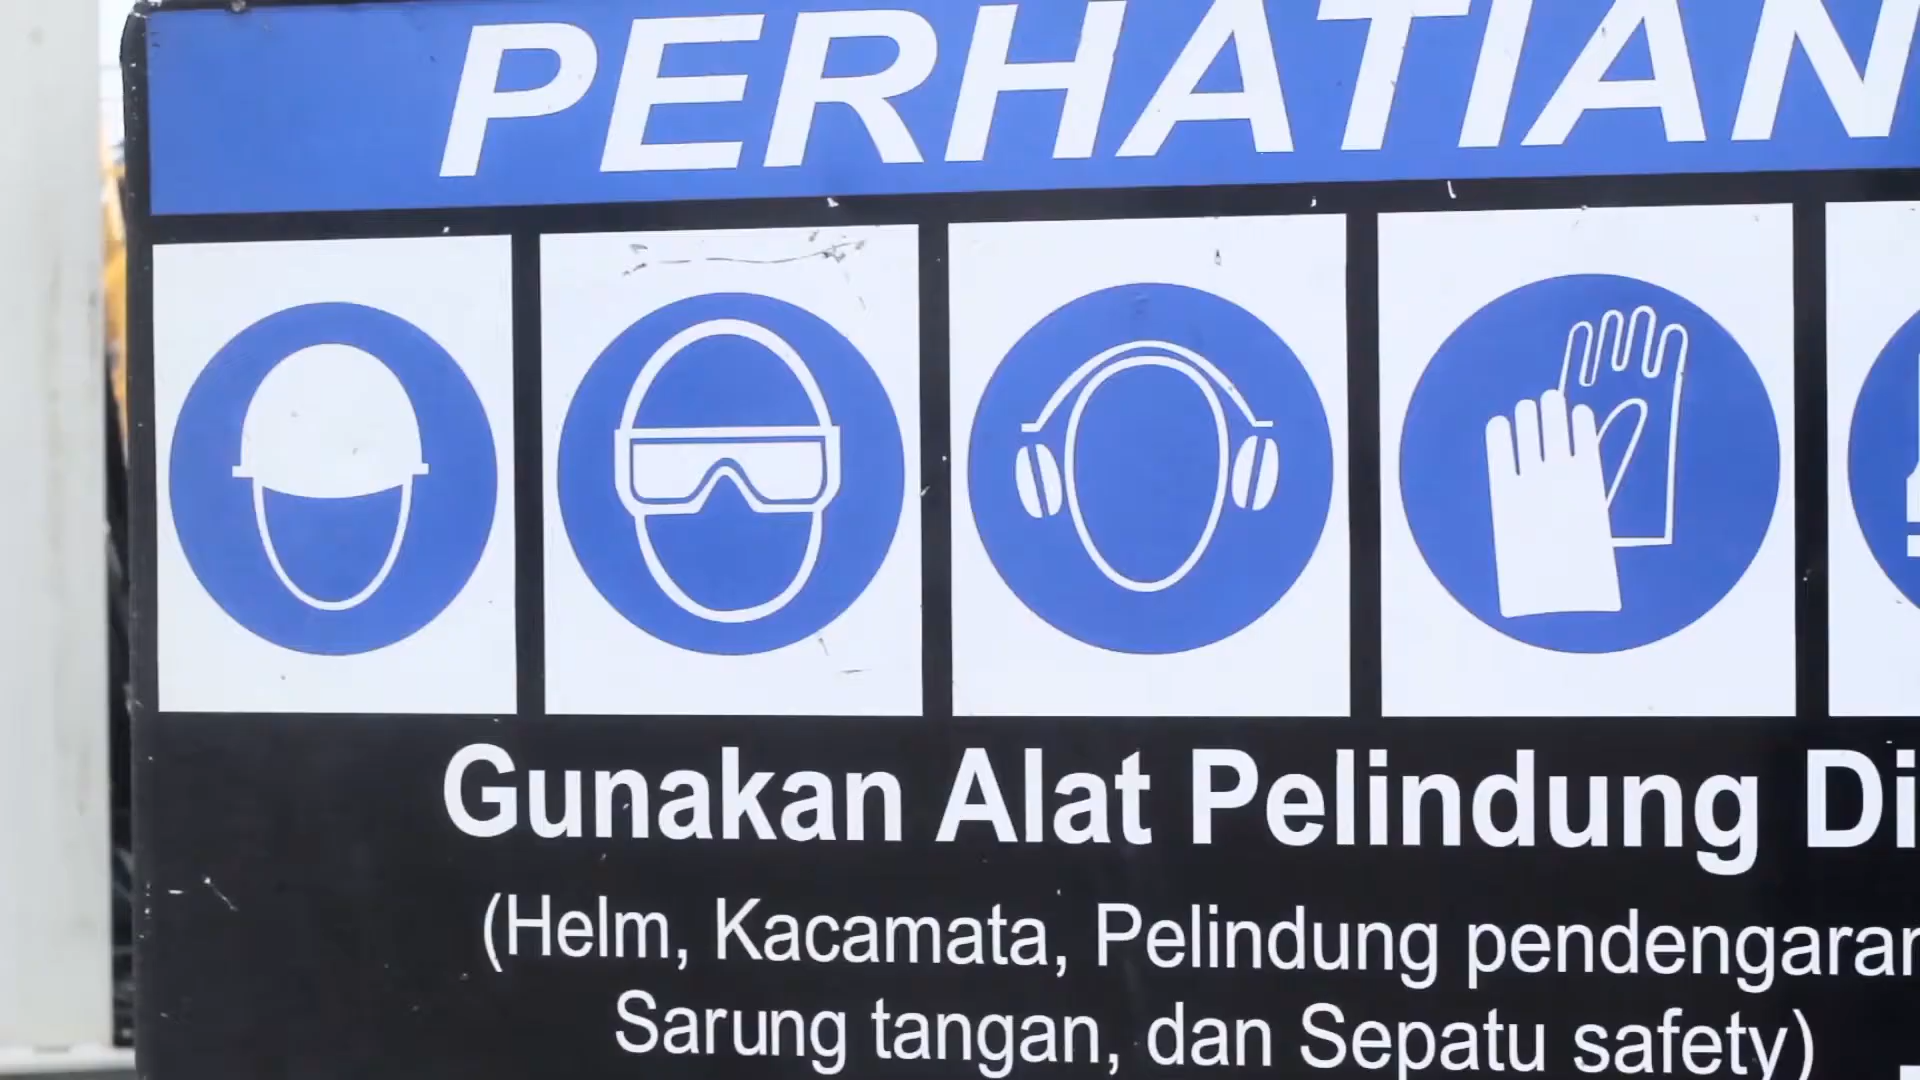 PERHATIAN
Gunakan Alat Pelindung Di
(Helm, Kacamata, Pelindung pendengaran
Sarung tangan, dan Sepatu safety)